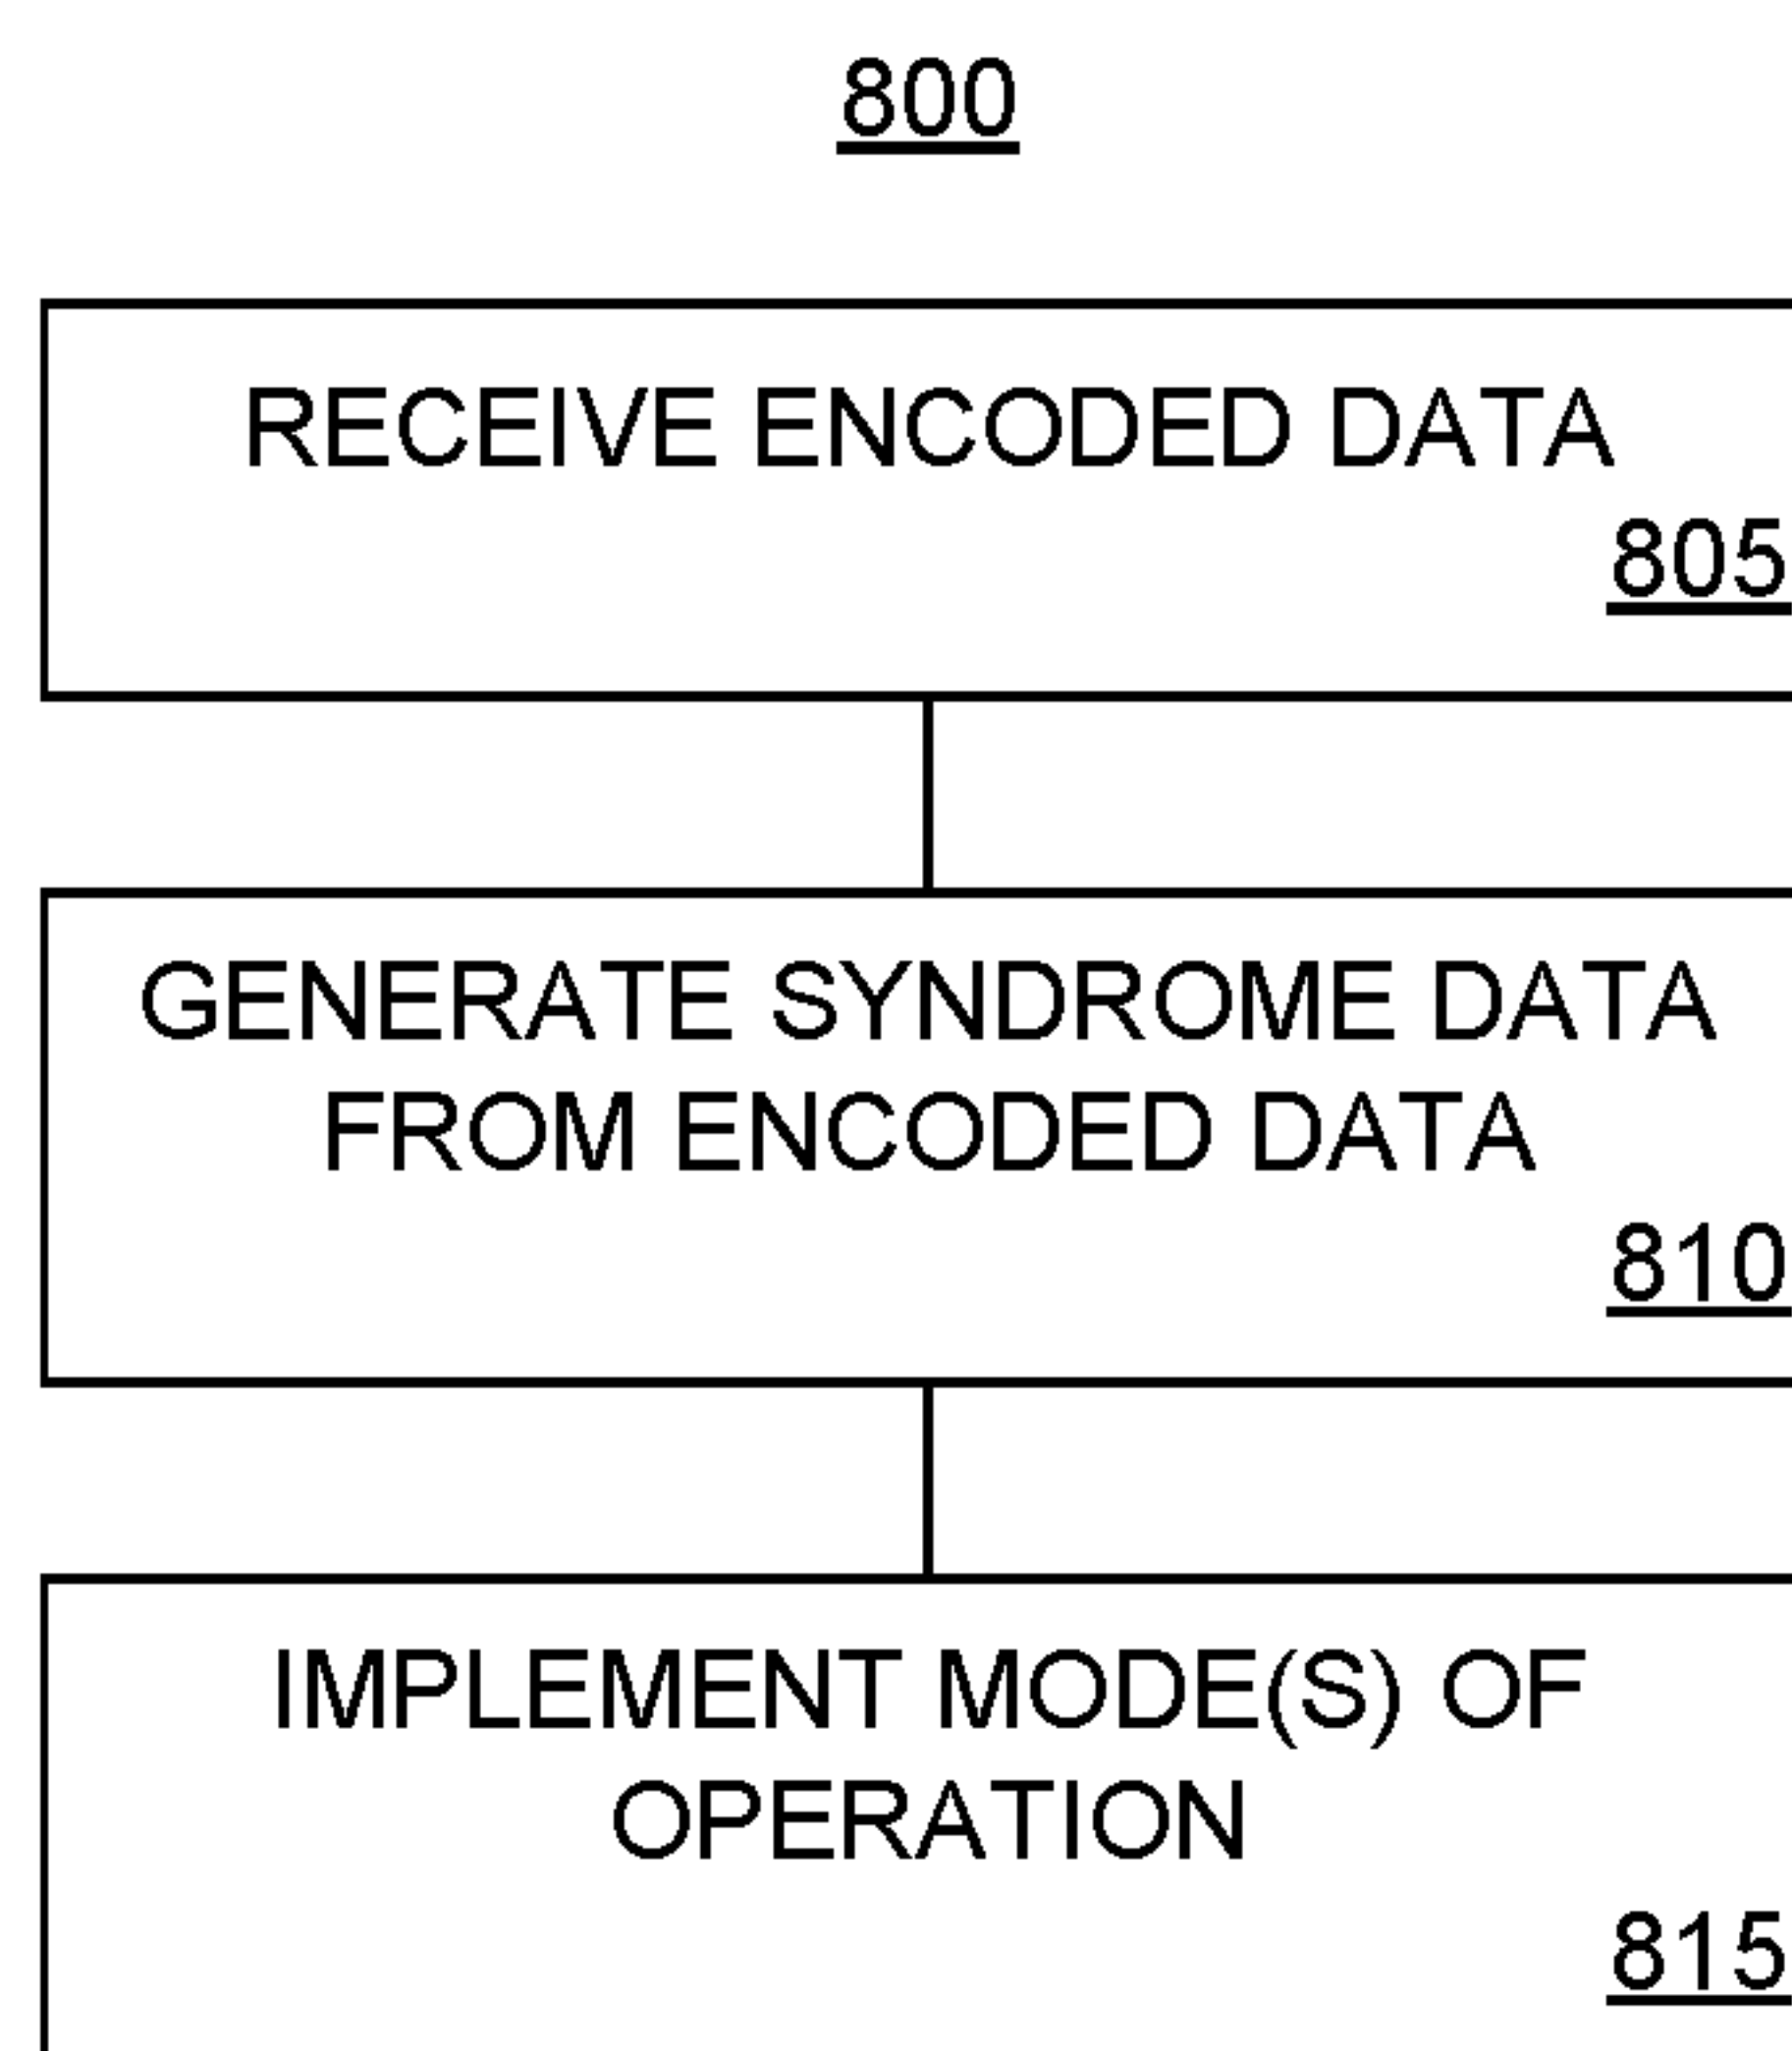 800
RECEIVE ENCODED DATA
805
GENERATE SYNDROME DATA
FROM ENCODED DATA
810
IMPLEMENT MODE(S) OF
OPERATION
815